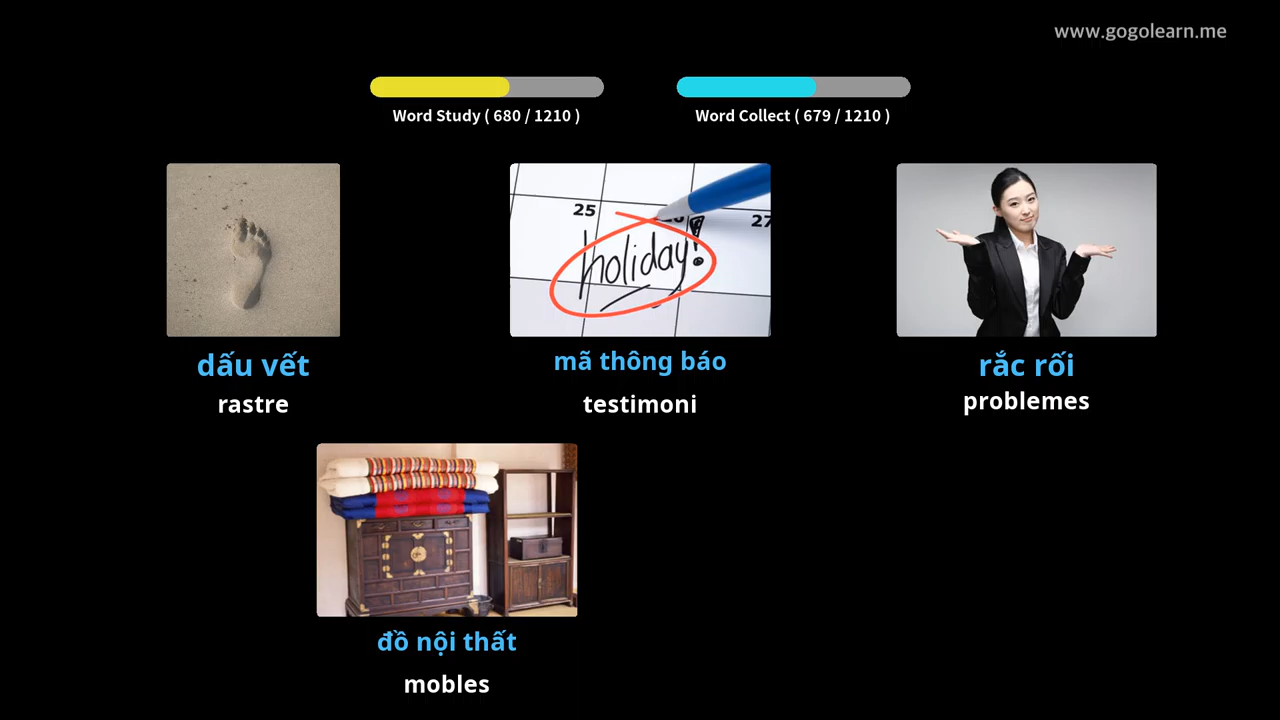 www.gogolearn.me
Word Study ( 680 / 1210 )
Word Collect ( 679 / 1210 )
25
27
holiday!
dấu vết
rastre
mã thông báo
testimoni
rắc rối
problemes
đồ nội thất
mobles